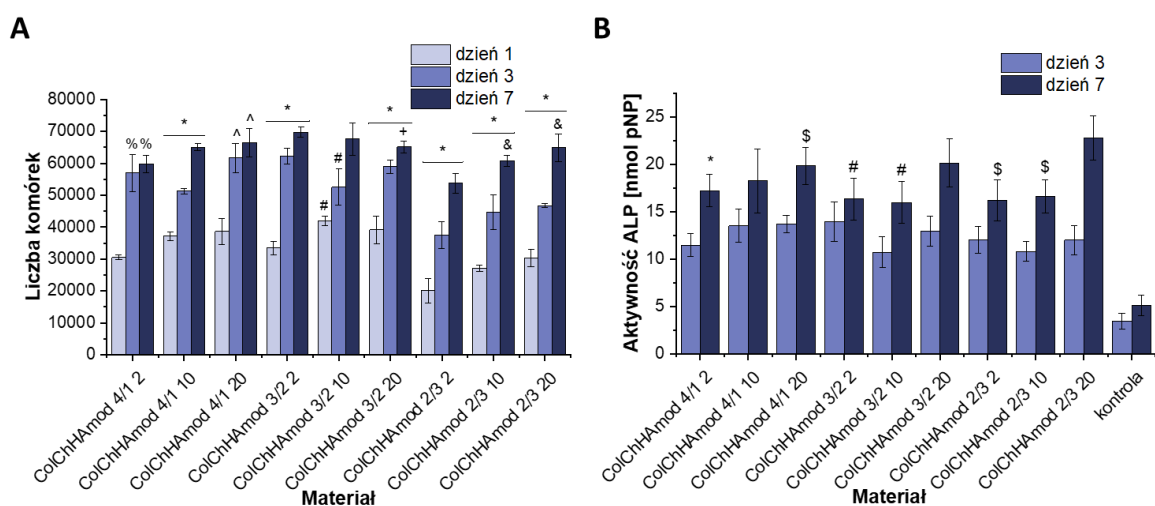 A
dzień 1
dzień 3
dzień 7
Liczba komórek
80000
70000
60000
50000
40000
30000
20000
10000
0
% %
*
^ ^
*
# #
* +
*
* &
* &
ColChHAmod 4/1 2
ColChHAmod 4/1 10
ColChHAmod 4/1 20
ColChHAmod 3/2 2
ColChHAmod 3/2 10
ColChHAmod 3/2 20
ColChHAmod 2/3 2
ColChHAmod 2/3 10
ColChHAmod 2/3 20
Materiał
B
dzień 3
dzień 7
Aktywność ALP [nmol pNP]
25
20
15
10
5
0
*
$
#
#
$
$
ColChHAmod 4/1 2
ColChHAmod 4/1 10
ColChHAmod 4/1 20
ColChHAmod 3/2 2
ColChHAmod 3/2 10
ColChHAmod 3/2 20
ColChHAmod 2/3 2
ColChHAmod 2/3 10
ColChHAmod 2/3 20
kontrola
Materiał